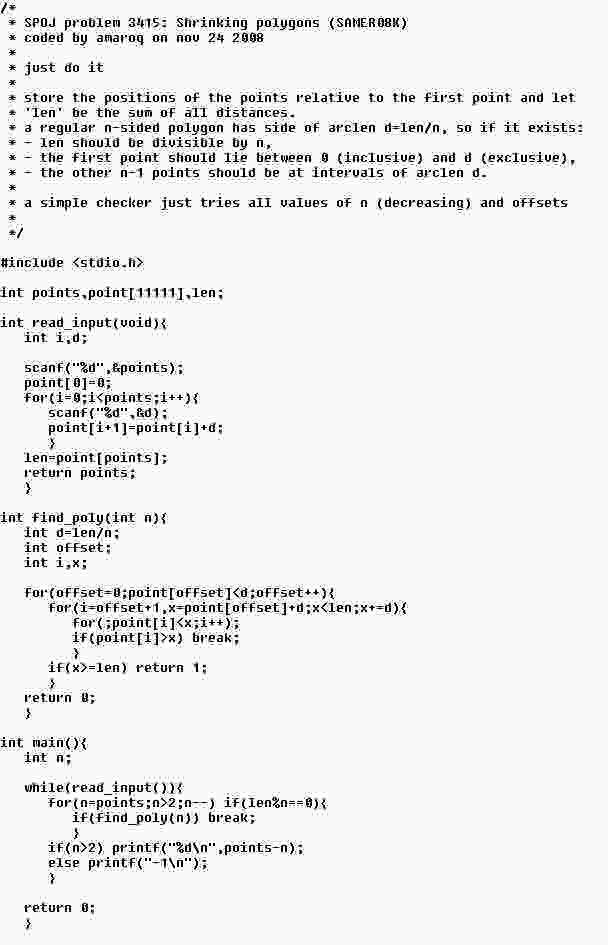 /*
 * SPOJ problem 3415: Shrinking polygons (SAMER08K)
 * coded by amaroq on nov 24 2008
 *
 * just do it
 *
 * store the positions of the points relative to the first point and let
 * 'len' be the sum of all distances.
 * a regular n-sided polygon has side of arclen d=len/n, so if it exists:
 * - len should be divisible by n,
 * - the first point should lie between 0 (inclusive) and d (exclusive),
 * - the other n-1 points should be at intervals of arclen d.
 *
 * a simple checker just tries all values of n (decreasing) and offsets
 *
 */

#include <stdio.h>

int points,point[11111],len;

int read_input(void){
   int i,d;

   scanf("%d",&points);
   point[0]=0;
   for(i=0;i<points;i++){
      scanf("%d",&d);
      point[i+1]=point[i]+d;
      }
   len=point[points];
   return points;
   }

int find_poly(int n){
   int d=len/n;
   int offset;
   int i,x;

   for(offset=0;point[offset]<d;offset++){
      for(i=offset+1,x=point[offset]+d;x<len;x+=d){
         for(;point[i]<x;i++);
         if(point[i]>x) break;
         }
      if(x>=len) return 1;
      }
   return 0;
   }

int main(){
   int n;

   while(read_input()){
      for(n=points;n>2;n--) if(len%n==0){
         if(find_poly(n)) break;
         }
      if(n>2) printf("%d\n",points-n);
      else printf("-1\n");
      }

   return 0;
   }